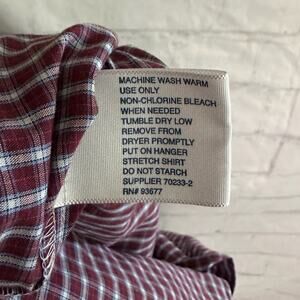 MACHINE WASH WARM
USE ONLY
NON-CHLORINE BLEACH
WHEN NEEDED
TUMBLE DRY LOW
REMOVE FROM
DRYER PROMPTLY
PUT ON HANGER
STRETCH SHIRT
DO NOT STARCH
SUPPLIER 70233-2
RN# 93677